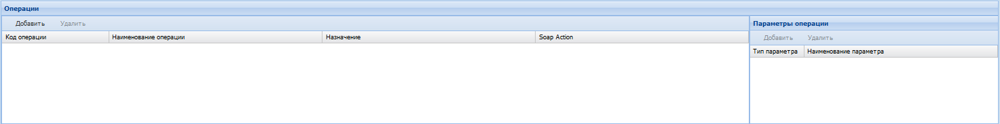 Операции
Добавить Удалить
Код операции Наименование операции Назначение Soap Action
Параметры операции
Добавить Удалить
Тип параметра Наименование параметра